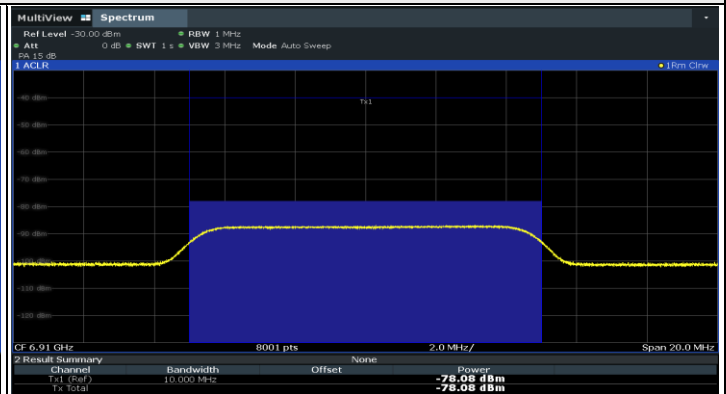 MultiView Spectrum
Ref Level -30.00 dBm RBW 1 MHz
Att 0 dB SWT 1 s VBW 3 MHz Mode Auto Sweep
PA 15 dB
1 ACLR 1Rm Clrw
-40 dBm
Tx1
-50 dBm
-60 dBm
-70 dBm
-80 dBm
-90 dBm
-100 dBm
-110 dBm
-120 dBm
CF 6.91 GHz 8001 pts 2.0 MHz/ Span 20.0 MHz
2 Result Summary None
Channel Bandwidth Offset Power
Tx1 (Ref) 10.000 MHz -78.08 dBm
Tx Total -78.08 dBm